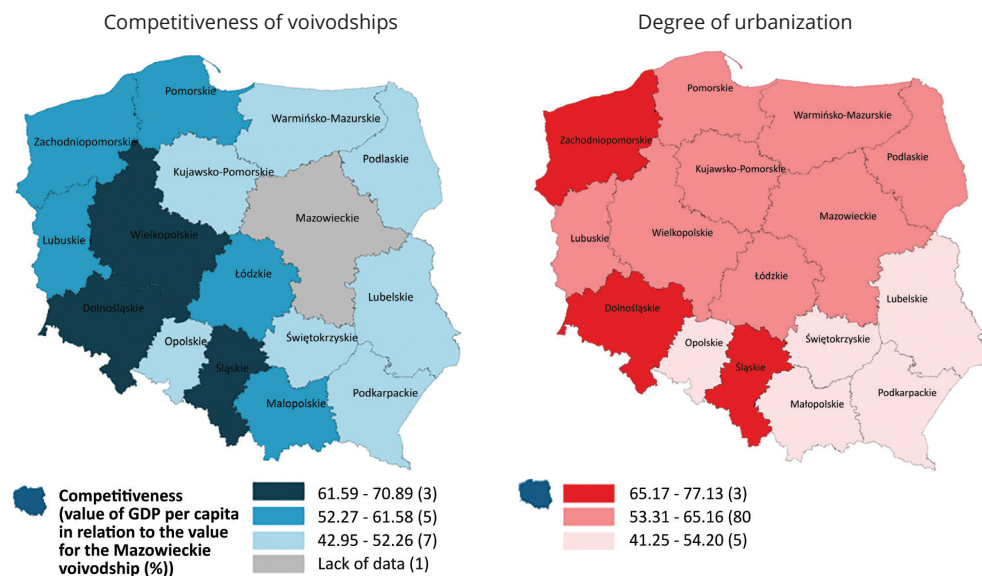 Competitiveness of voivodships
Pomorskie
Warmińsko-Mazurskie
Zachodniopomorskie
Podlaskie
Kujawsko-Pomorskie
Mazowieckie
Lubuskie
Wielkopolskie
Łódzkie
Lubelskie
Dolnośląskie
Opolskie
Świętokrzyskie
Śląskie
Podkarpackie
Małopolskie
Competitiveness
(value of GDP per capita
in relation to the value
for the Mazowieckie
voivodship (%))
61.59 - 70.89 (3)
52.27 - 61.58 (5)
42.95 - 52.26 (7)
Lack of data (1)
Degree of urbanization
Pomorskie
Warmińsko-Mazurskie
Zachodniopomorskie
Podlaskie
Kujawsko-Pomorskie
Mazowieckie
Lubuskie
Wielkopolskie
Łódzkie
Lubelskie
Dolnośląskie
Opolskie
Świętokrzyskie
Śląskie
Podkarpackie
Małopolskie
65.17 - 77.13 (3)
53.31 - 65.16 (80
41.25 - 54.20 (5)